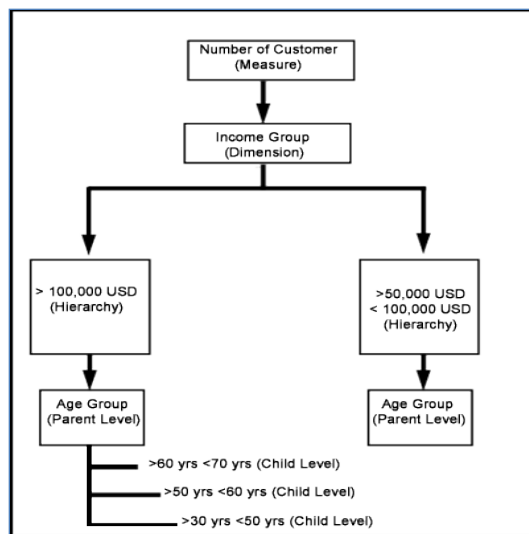 Number of Customer
(Measure)
Income Group
(Dimension)
> 100,000 USD
(Hierarchy)
>50,000 USD
< 100,000 USD
(Hierarchy)
Age Group
(Parent Level)
Age Group
(Parent Level)
>60 yrs <70 yrs (Child Level)
>50 yrs <60 yrs (Child Level)
>30 yrs <50 yrs (Child Level)